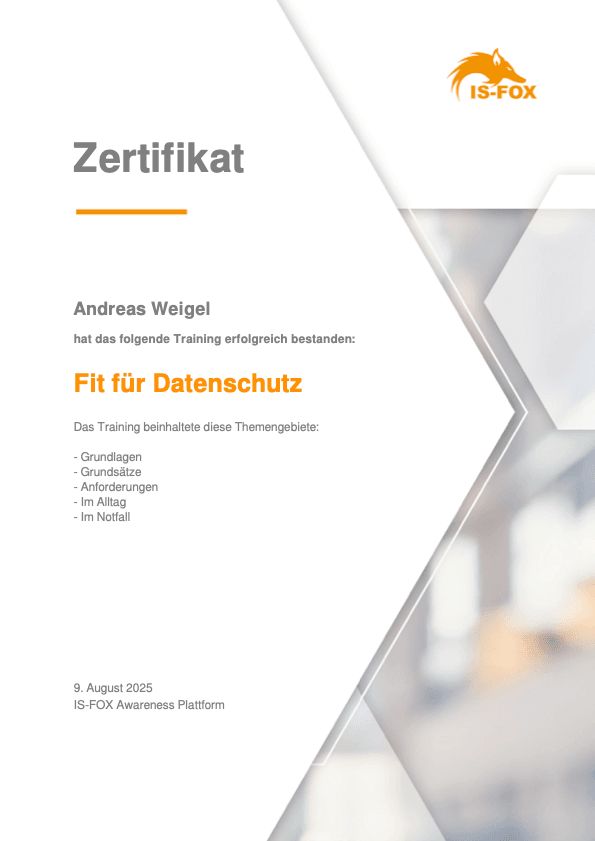 IS-FOX
Zertifikat
Andreas Weigel
hat das folgende Training erfolgreich bestanden:
Fit für Datenschutz
Das Training beinhaltete diese Themengebiete:
- Grundlagen
- Grundsätze
- Anforderungen
- Im Alltag
- Im Notfall
9. August 2025
IS-FOX Awareness Plattform